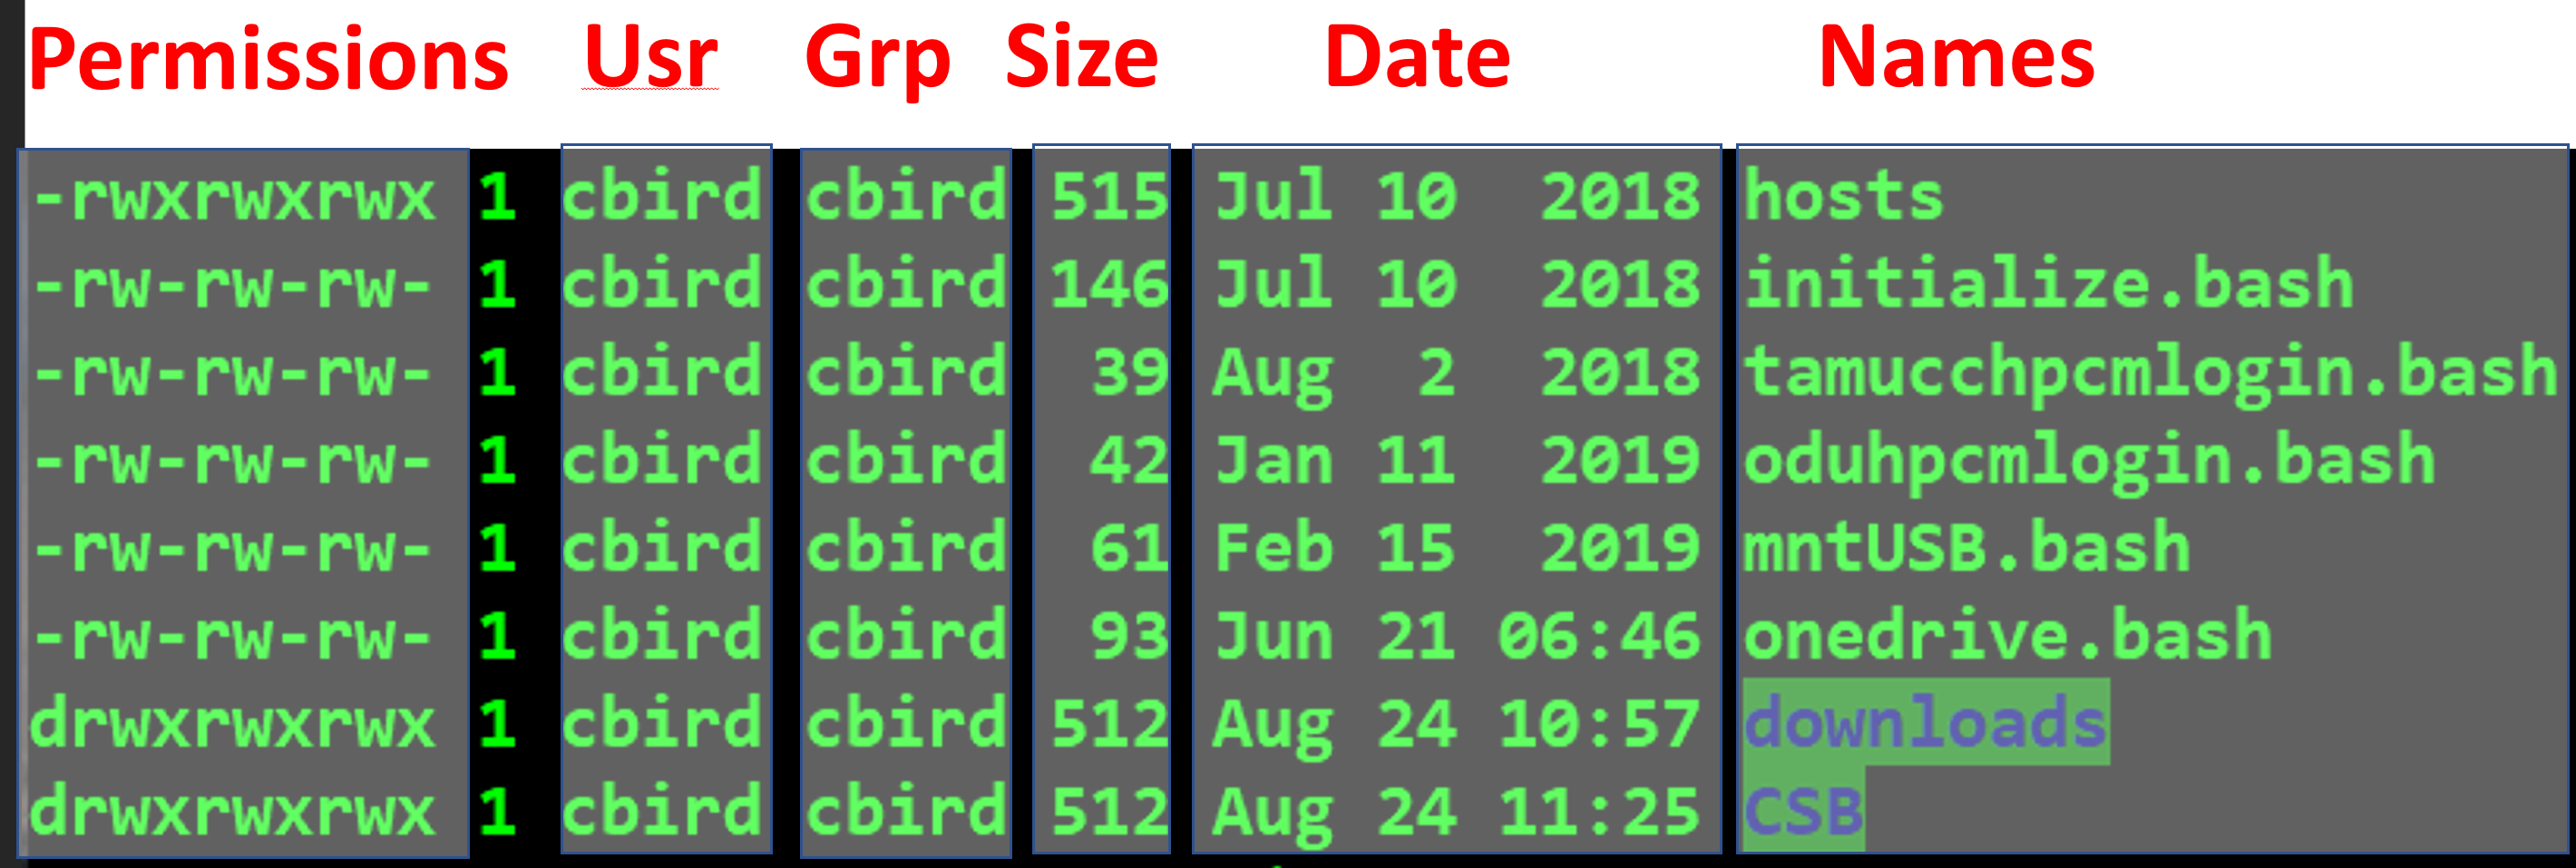 Permissions Usr Grp Size Date Names
-rwxrwxrwx 1 cbird cbird 515 Jul 10  2018 hosts
-rw-rw-rw- 1 cbird cbird 146 Jul 10  2018 initialize.bash
-rw-rw-rw- 1 cbird cbird  39 Aug  2  2018 tamucchpcmlogin.bash
-rw-rw-rw- 1 cbird cbird  42 Jan 11  2019 oduhpcmlogin.bash
-rw-rw-rw- 1 cbird cbird  61 Feb 15  2019 mntUSB.bash
-rw-rw-rw- 1 cbird cbird  93 Jun 21 06:46 onedrive.bash
drwxrwxrwx 1 cbird cbird 512 Aug 24 10:57 downloads
drwxrwxrwx 1 cbird cbird 512 Aug 24 11:25 CSB